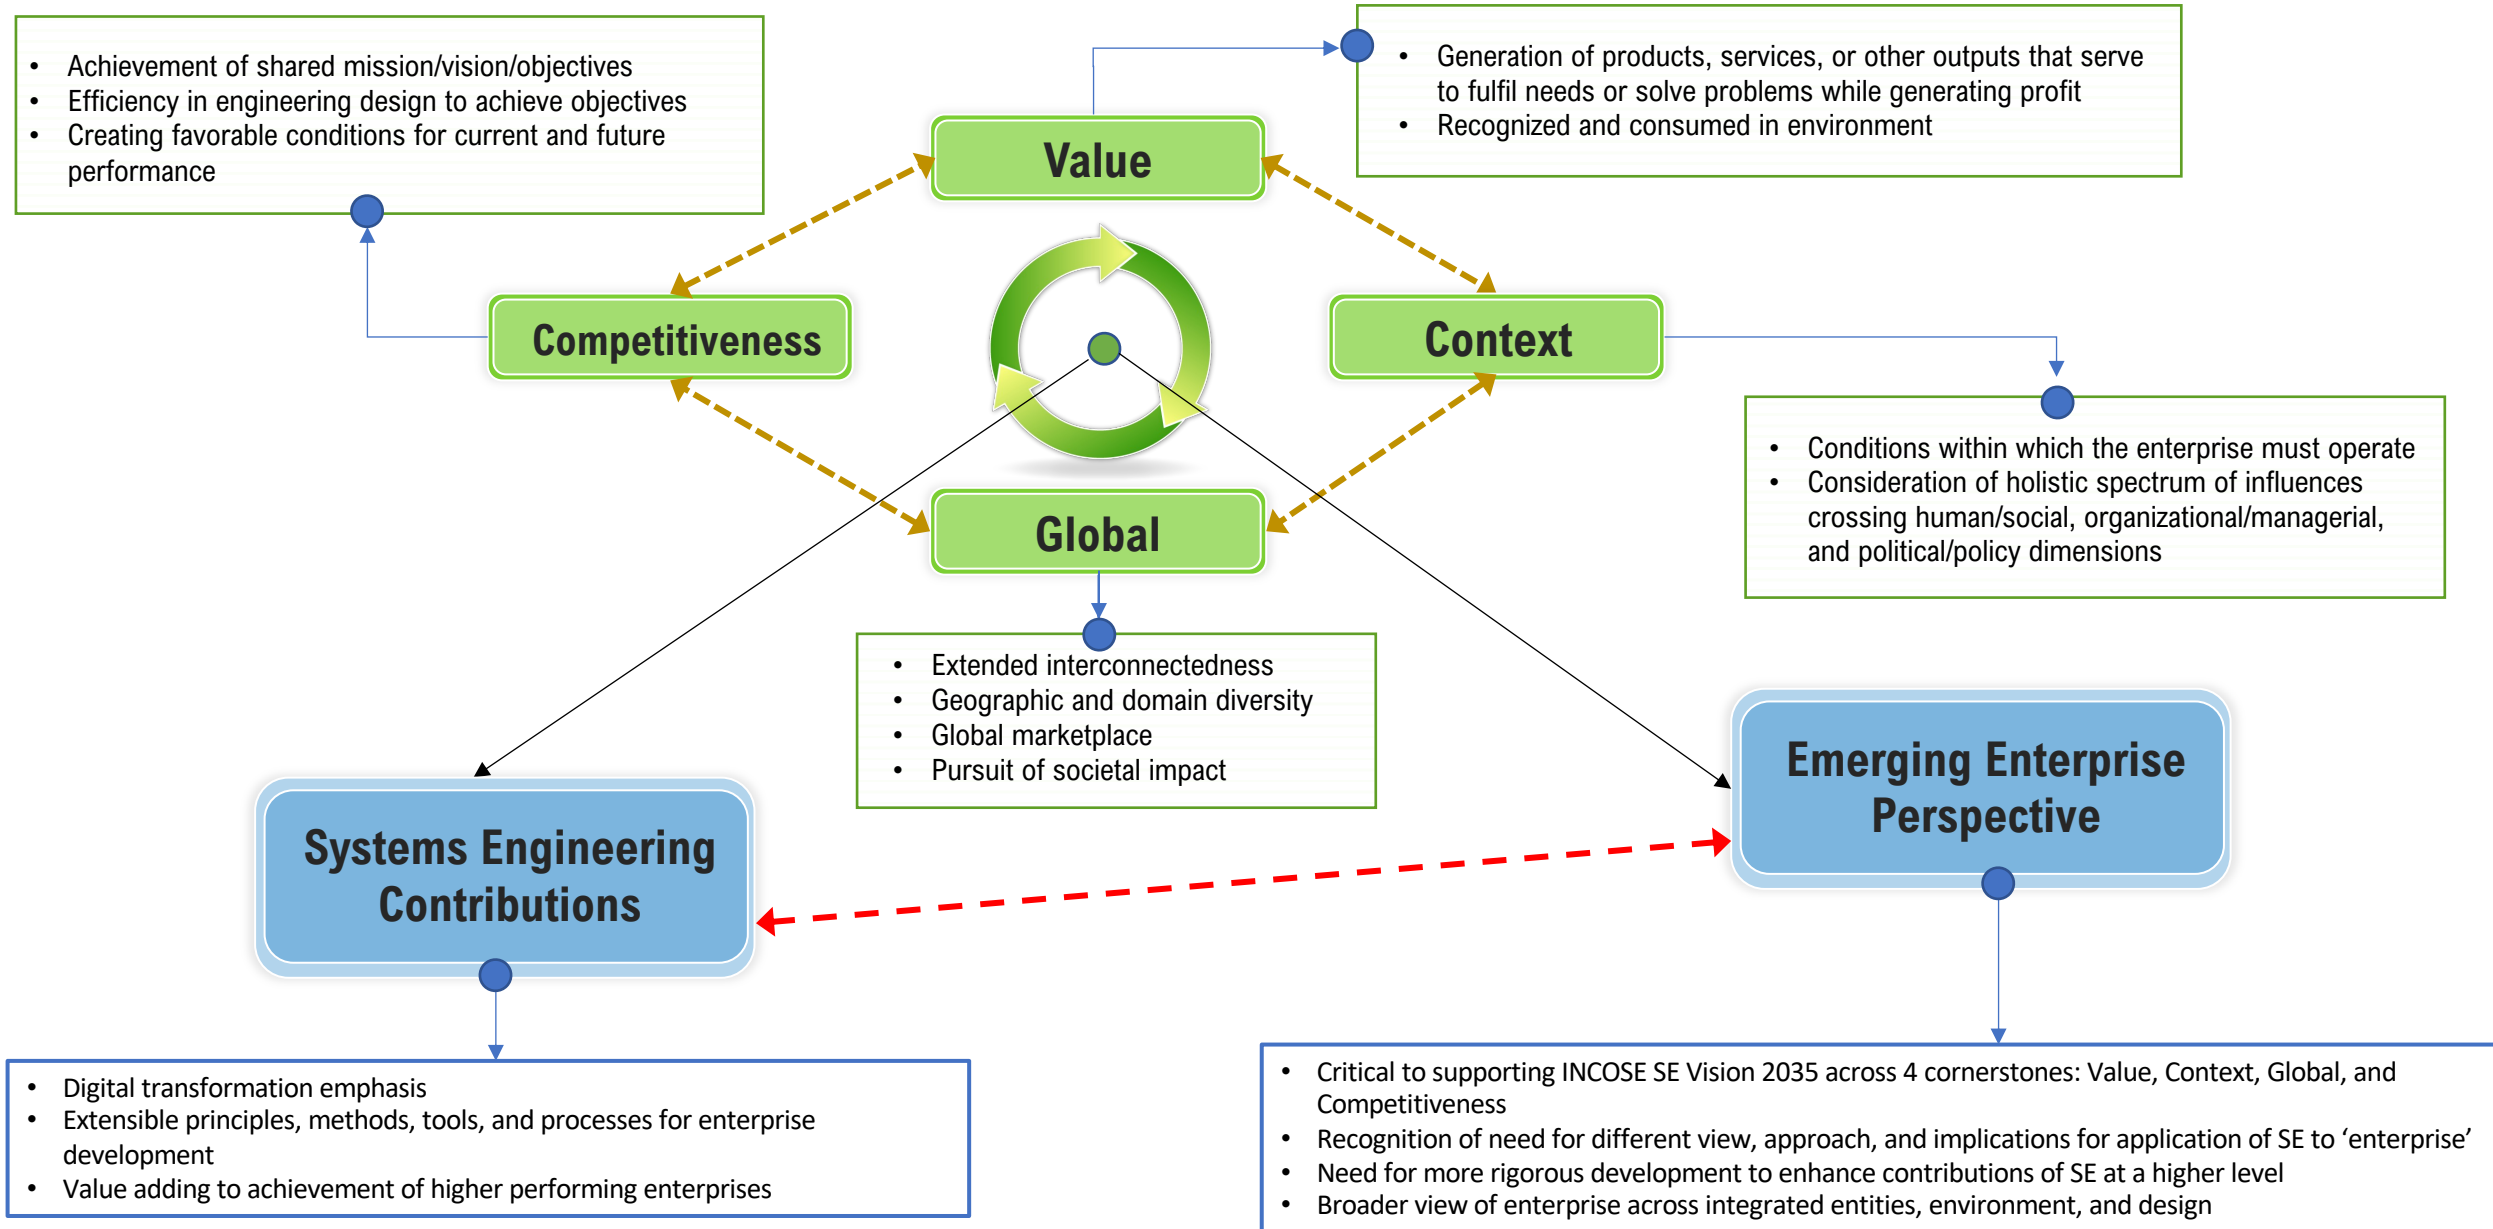 • Achievement of shared mission/vision/objectives
• Efficiency in engineering design to achieve objectives
• Creating favorable conditions for current and future
performance
• Generation of products, services, or other outputs that serve
to fulfil needs or solve problems while generating profit
• Recognized and consumed in environment
Value
Competitiveness
Context
Global
• Conditions within which the enterprise must operate
• Consideration of holistic spectrum of influences
crossing human/social, organizational/managerial,
and political/policy dimensions
• Extended interconnectedness
• Geographic and domain diversity
• Global marketplace
• Pursuit of societal impact
Systems Engineering
Contributions
Emerging Enterprise
Perspective
• Digital transformation emphasis
• Extensible principles, methods, tools, and processes for enterprise
development
• Value adding to achievement of higher performing enterprises
• Critical to supporting INCOSE SE Vision 2035 across 4 cornerstones: Value, Context, Global, and
Competitiveness
• Recognition of need for different view, approach, and implications for application of SE to ‘enterprise’
• Need for more rigorous development to enhance contributions of SE at a higher level
• Broader view of enterprise across integrated entities, environment, and design